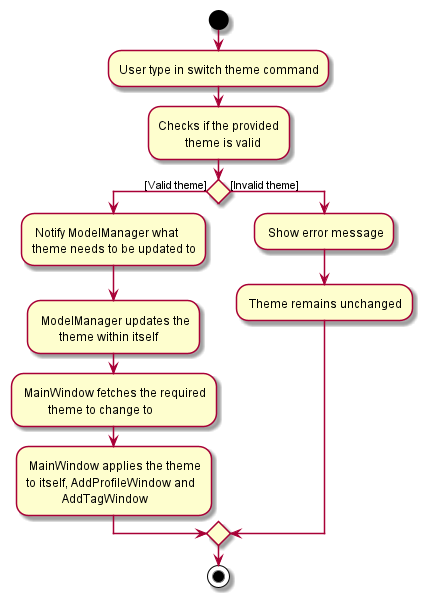 User type in switch theme command
Checks if the provided
theme is valid
[Valid theme]
[Invalid theme]
Notify ModelManager what
theme needs to be updated to
ModelManager updates the
theme within itself
MainWindow fetches the required
theme to change to
MainWindow applies the theme
to itself, AddProfileWindow and
AddTagWindow
Show error message
Theme remains unchanged